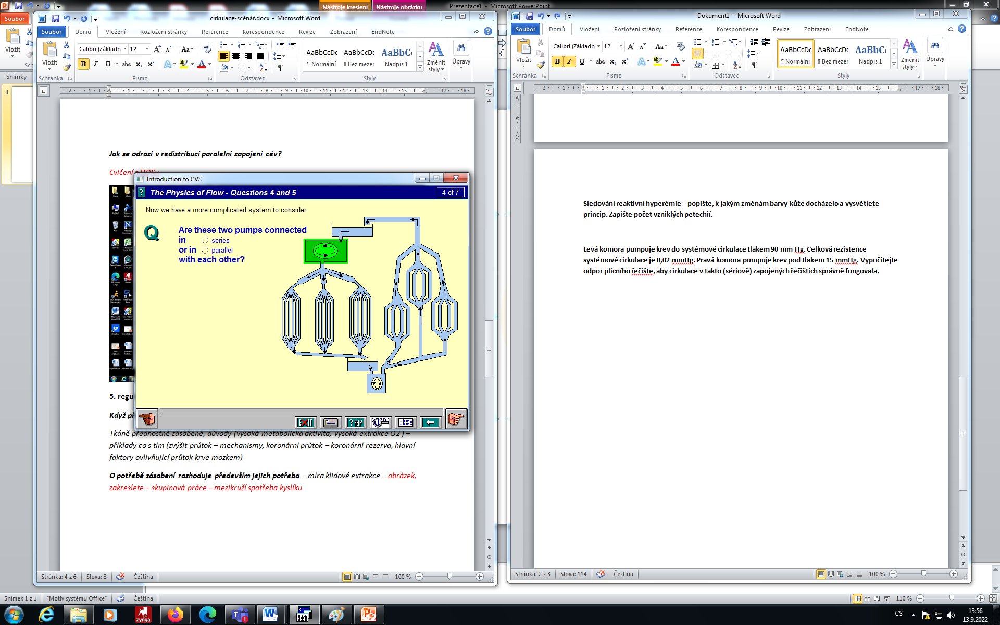 Nástroje kreslení
Nástroje obrázku
Prezentace1 - Microsoft PowerPoint
Soubor
Vložit
Snímky
1
cirkulace-scénář.docx - Microsoft Word
Soubor
Domů
Vložení
Rozložení stránky
Reference
Korespondence
Revize
Zobrazení
EndNote
Vložit
Calibri (Základn
12
AaBbCcDc
AaBbCcDc
AaBbC
¶ Normální
¶ Bez mezer
Nadpis 1
Změnit styly
Úpravy
Schránka
Písmo
Odstavec
Styly
Jak se odrazí v redistribuci paralelní zapojení cév?
Cvičení z DOSu
5. regu
Když př
Tkáně přednostně zásobené, důvody (vysoká metabolická aktivita, vysoká extrakce O2) –
příklady co s tím (zvýšit průtok – mechanismy, koronární průtok – koronární rezerva, hlavní
faktory ovlivňující průtok krve mozkem)
O potřebě zásobení rozhoduje především jejich potřeba – míra klidové extrakce – obrázek,
zakreslete – skupinová práce – mezikruží spotřeba kyslíku
Introduction to CVS
? The Physics of Flow - Questions 4 and 5
4 of 7
Now we have a more complicated system to consider:
Q
Are these two pumps connected
in series
or in parallel
with each other?
EXIT
? HELP
Stránka: 4 z 6
Slova: 3
Čeština
100 %
Dokument1 - Microsoft Word
Soubor
Domů
Vložení
Rozložení stránky
Reference
Korespondence
Revize
Zobrazení
EndNote
Vložit
Calibri (Základn
12
AaBbCcDc
AaBbCcDc
AaBbC
¶ Normální
¶ Bez mezer
Nadpis 1
Změnit styly
Úpravy
Schránka
Písmo
Odstavec
Styly
Sledování reaktivní hyperémie – popište, k jakým změnám barvy kůže docházelo a vysvětlete
princip. Zapište počet vzniklých petechií.
Levá komora pumpuje krev do systémové cirkulace tlakem 90 mm Hg. Celková rezistence
systémové cirkulace je 0,02 mmHg. Pravá komora pumpuje krev pod tlakem 15 mmHg. Vypočítejte
odpor plicního řečište, aby cirkulace v takto (sériově) zapojených řečištích správně fungovala.
Stránka: 2 z 3
Slova: 114
Čeština
100 %
Snímek 1 z 1
"Motiv systému Office"
Čeština
110 %
zynga
CS
13:56
13.9.2022